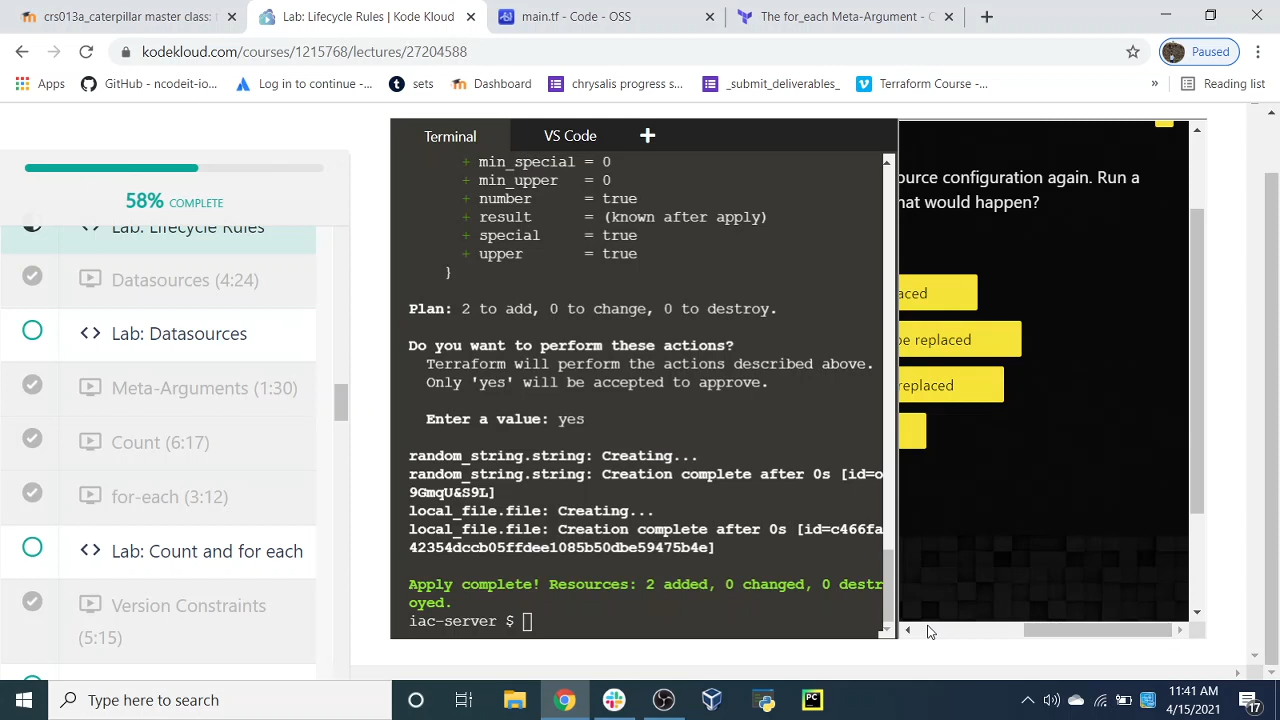 crs013a_caterpillar master class: t
Lab: Lifecycle Rules | Kode Kloud
main.tf - Code - OSS
The for_each Meta-Argument - C
kodekloud.com/courses/1215768/lectures/27204588
Paused
Apps
GitHub - ncodeit-io...
Log in to continue -...
sets
Dashboard
chrysalis progress s...
_submit_deliverables_
Terraform Course -...
»
Reading list
58% COMPLETE
Lab: Lifecycle Rules
Datasources (4:24)
<> Lab: Datasources
Meta-Arguments (1:30)
Count (6:17)
for-each (3:12)
<> Lab: Count and for each
Version Constraints
(5:15)
Terminal
VS Code
+
+ min_special = 0
+ min_upper = 0
+ number = true
+ result = (known after apply)
+ special = true
+ upper = true
}
Plan: 2 to add, 0 to change, 0 to destroy.
Do you want to perform these actions?
Terraform will perform the actions described above.
Only 'yes' will be accepted to approve.
Enter a value: yes
random_string.string: Creating...
random_string.string: Creation complete after 0s [id=o
9GmqU&S9L]
local_file.file: Creating...
local_file.file: Creation complete after 0s [id=c466fa
42354dccb05ffdee1085b50dbe59475b4e]
Apply complete! Resources: 2 added, 0 changed, 0 destr
oyed.
iac-server $
ource configuration again. Run a
hat would happen?
aced
be replaced
replaced
Type here to search
PC
11:41 AM
4/15/2021
17